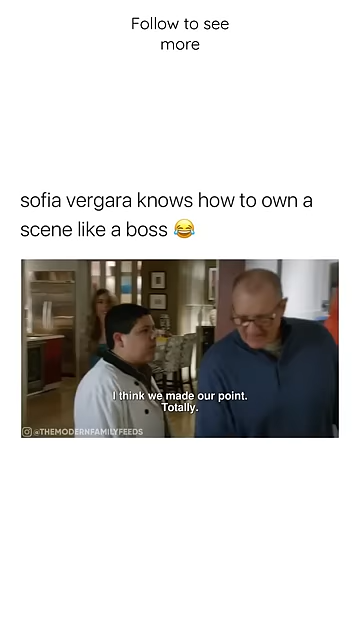 Follow to see
more
sofia vergara knows how to own a
scene like a boss 😂
I think we made our point.
Totally.
@THEMODERNFAMILYFEEDS